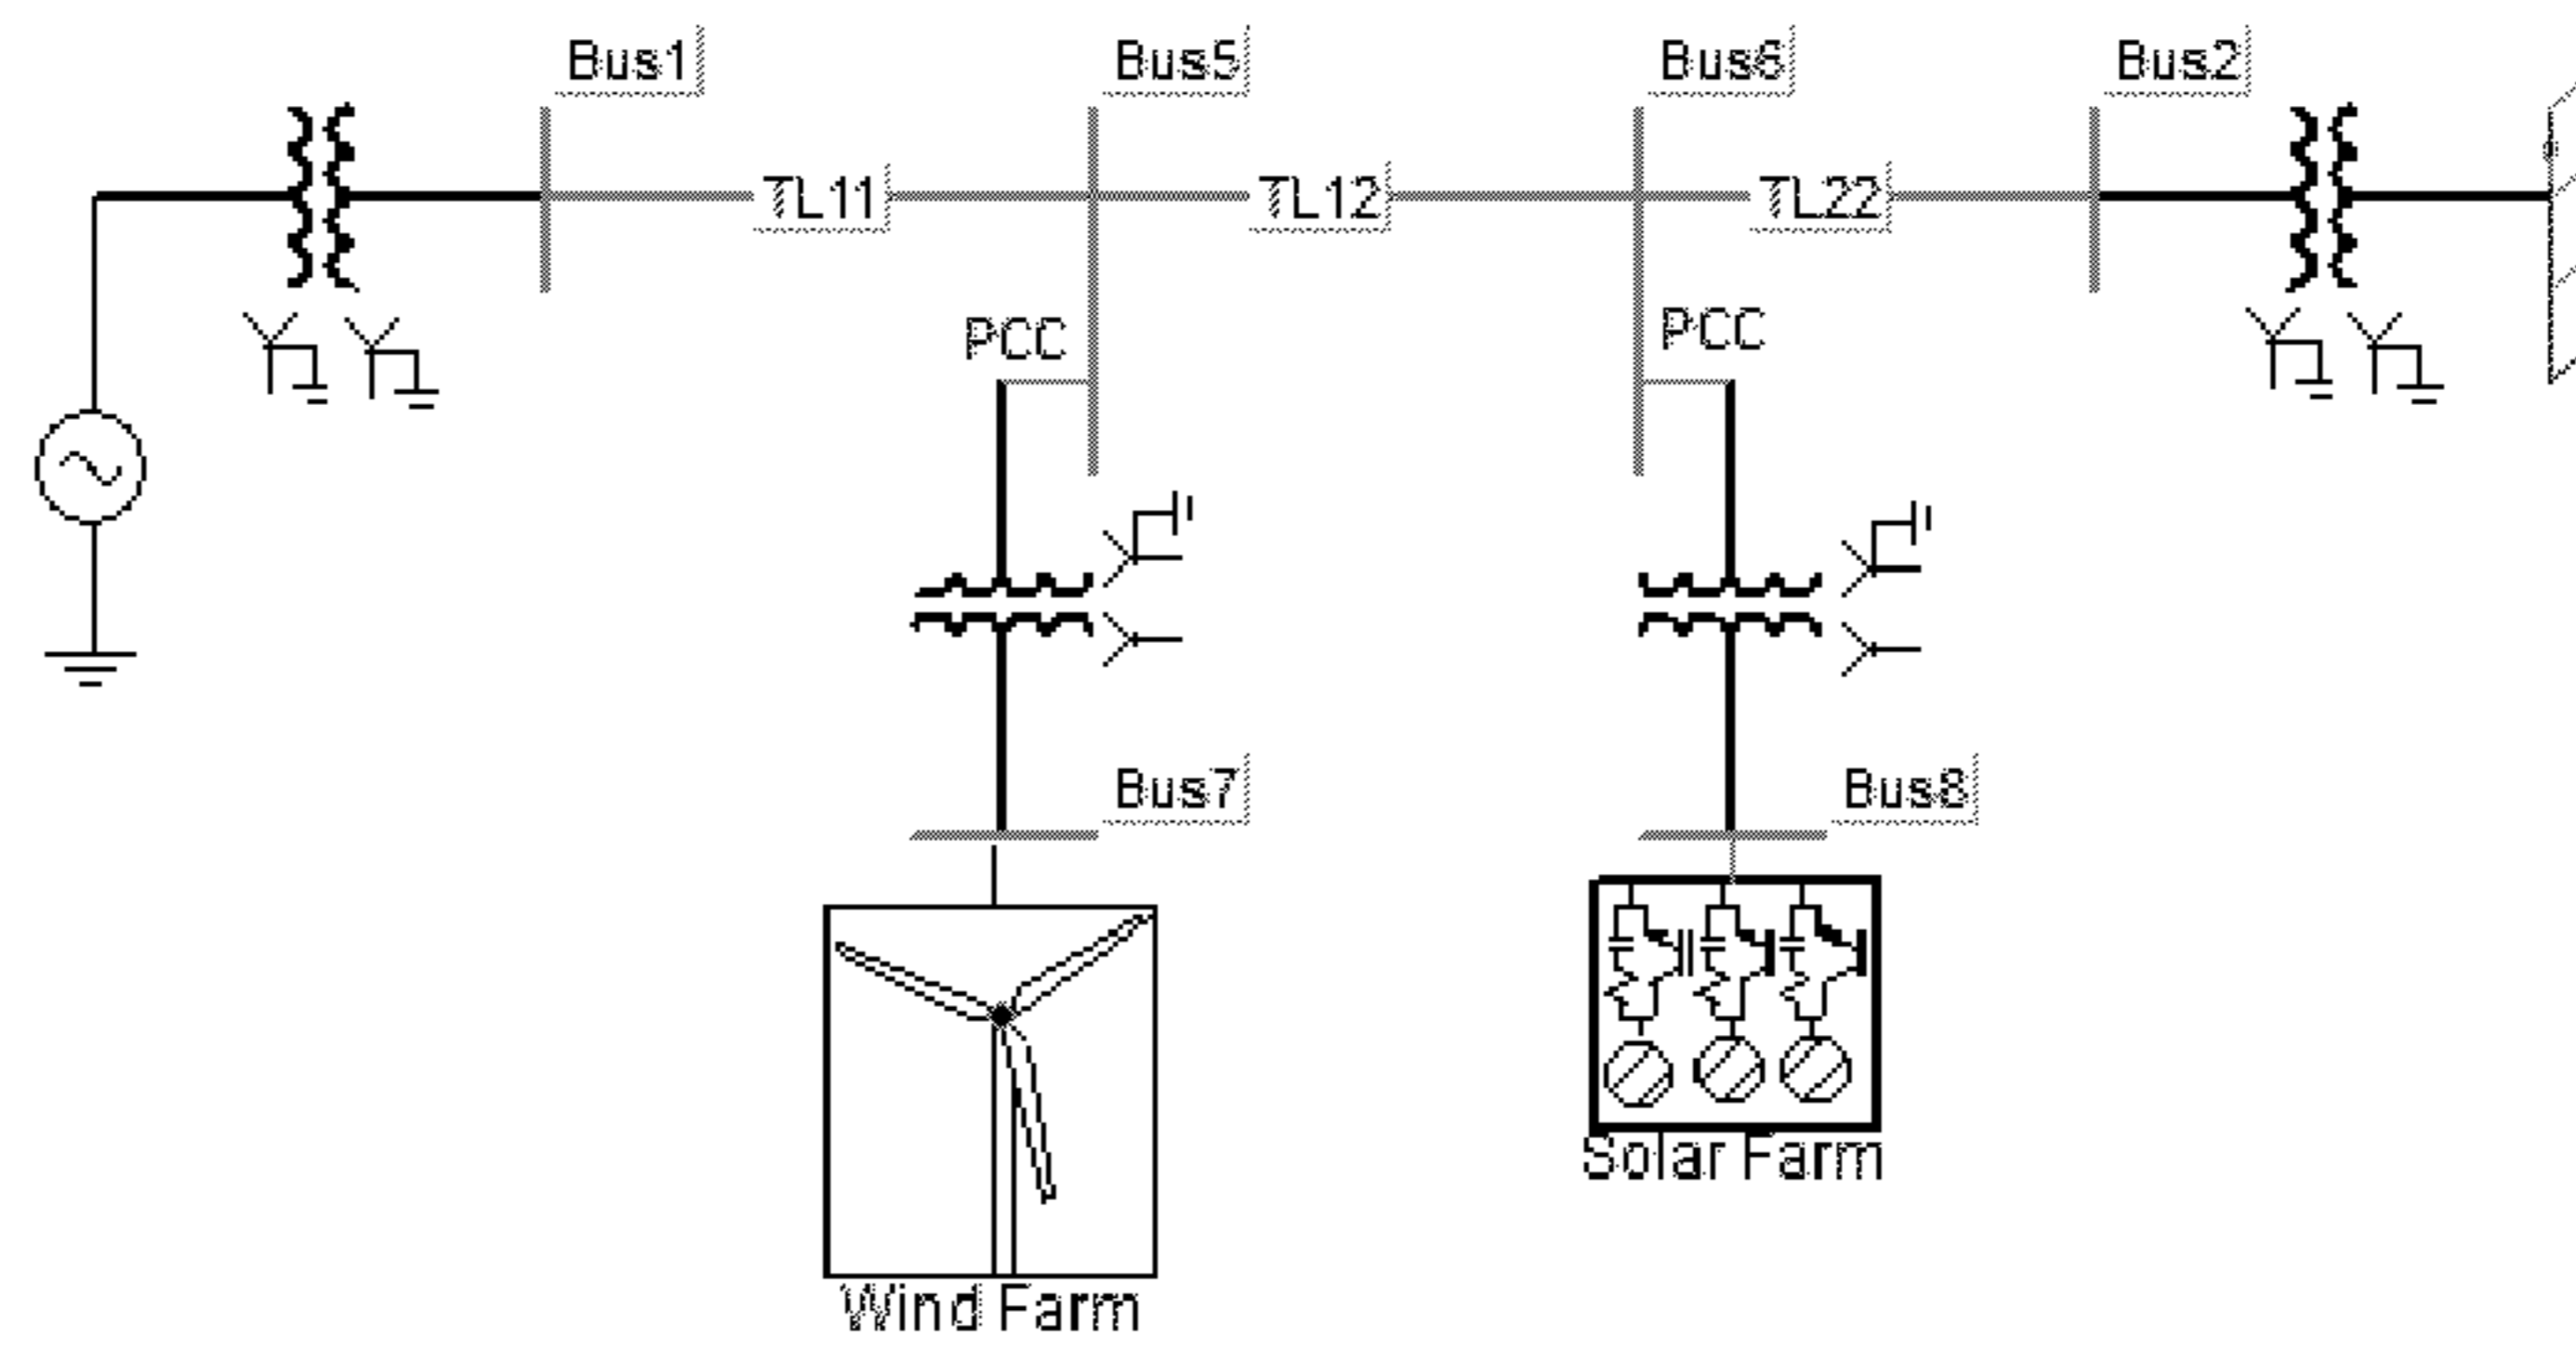 Bus1
Bus5
Bus6
Bus2
TL11
TL12
TL22
PCC
PCC
Bus7
Bus8
Solar Farm
Wind Farm